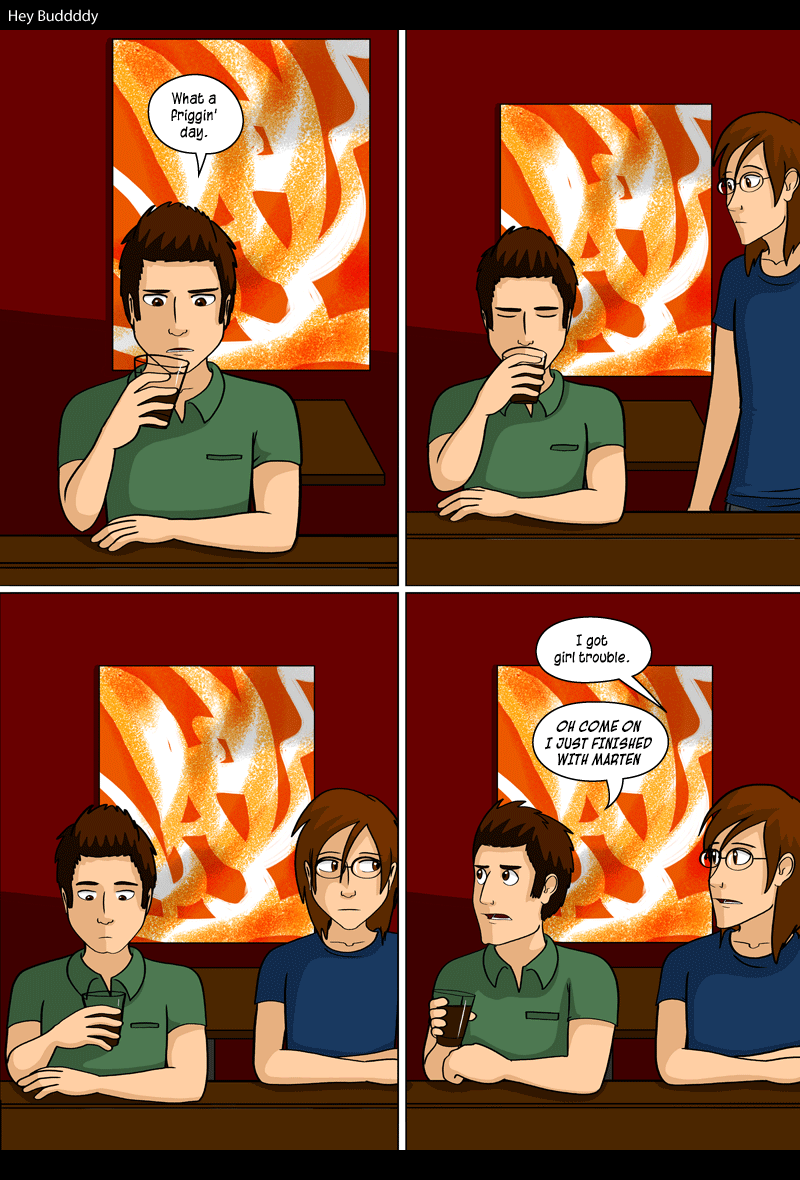 Hey Buddddy
What a
friggin'
day.
I got
girl trouble.
OH COME ON
I JUST FINISHED
WITH MARTEN